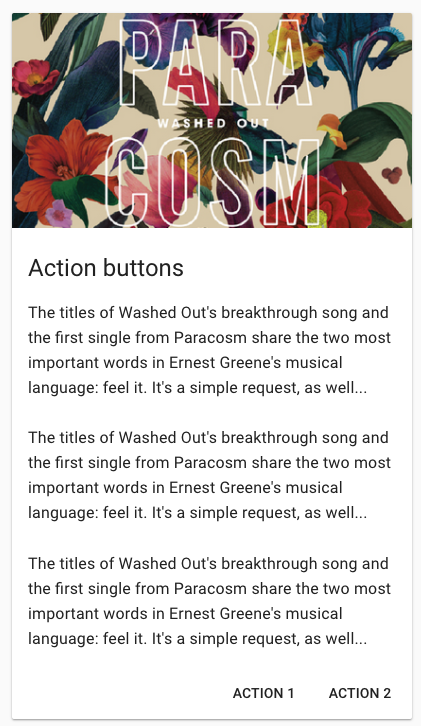 PARA
WASHED OUT
COSM
Action buttons
The titles of Washed Out's breakthrough song and
the first single from Paracosm share the two most
important words in Ernest Greene's musical
language: feel it. It's a simple request, as well...
The titles of Washed Out's breakthrough song and
the first single from Paracosm share the two most
important words in Ernest Greene's musical
language: feel it. It's a simple request, as well...
The titles of Washed Out's breakthrough song and
the first single from Paracosm share the two most
important words in Ernest Greene's musical
language: feel it. It's a simple request, as well...
ACTION 1 ACTION 2